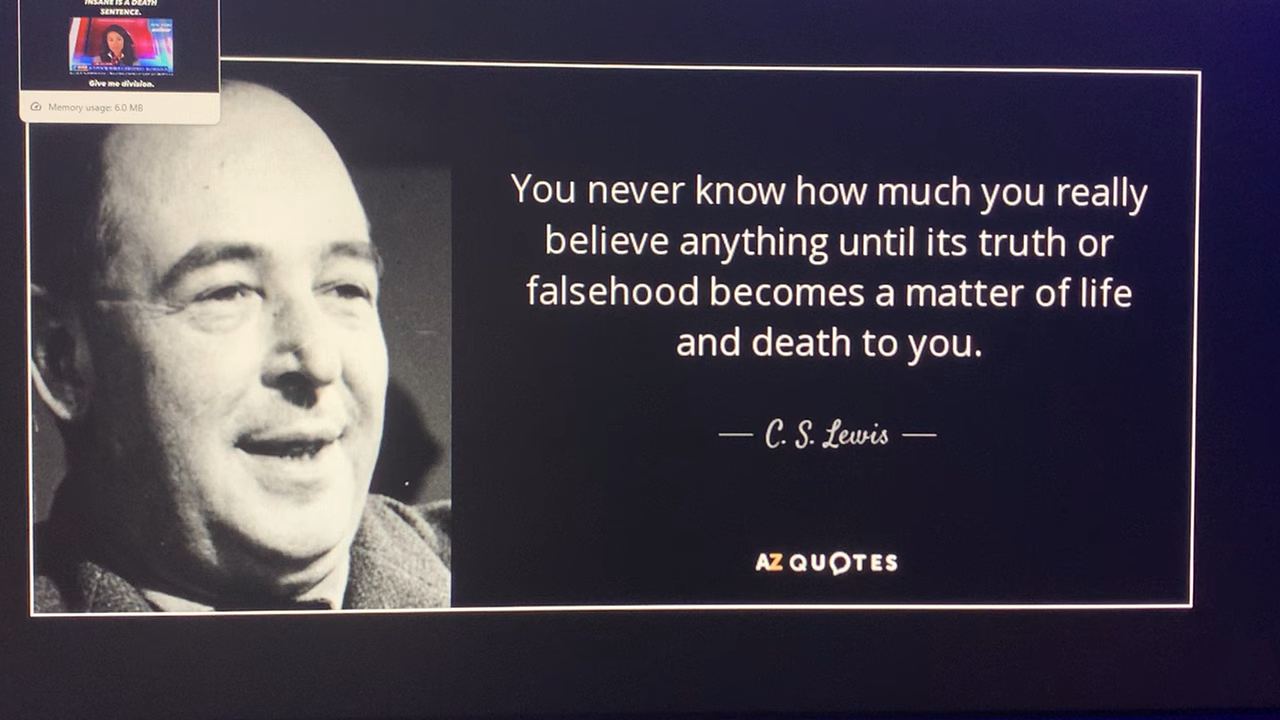 INSANE IS A DEATH
SENTENCE.
Give me division.
Memory usage: 6.0 MB
You never know how much you really
believe anything until its truth or
falsehood becomes a matter of life
and death to you.
— C. S. Lewis —
AZ QUOTES